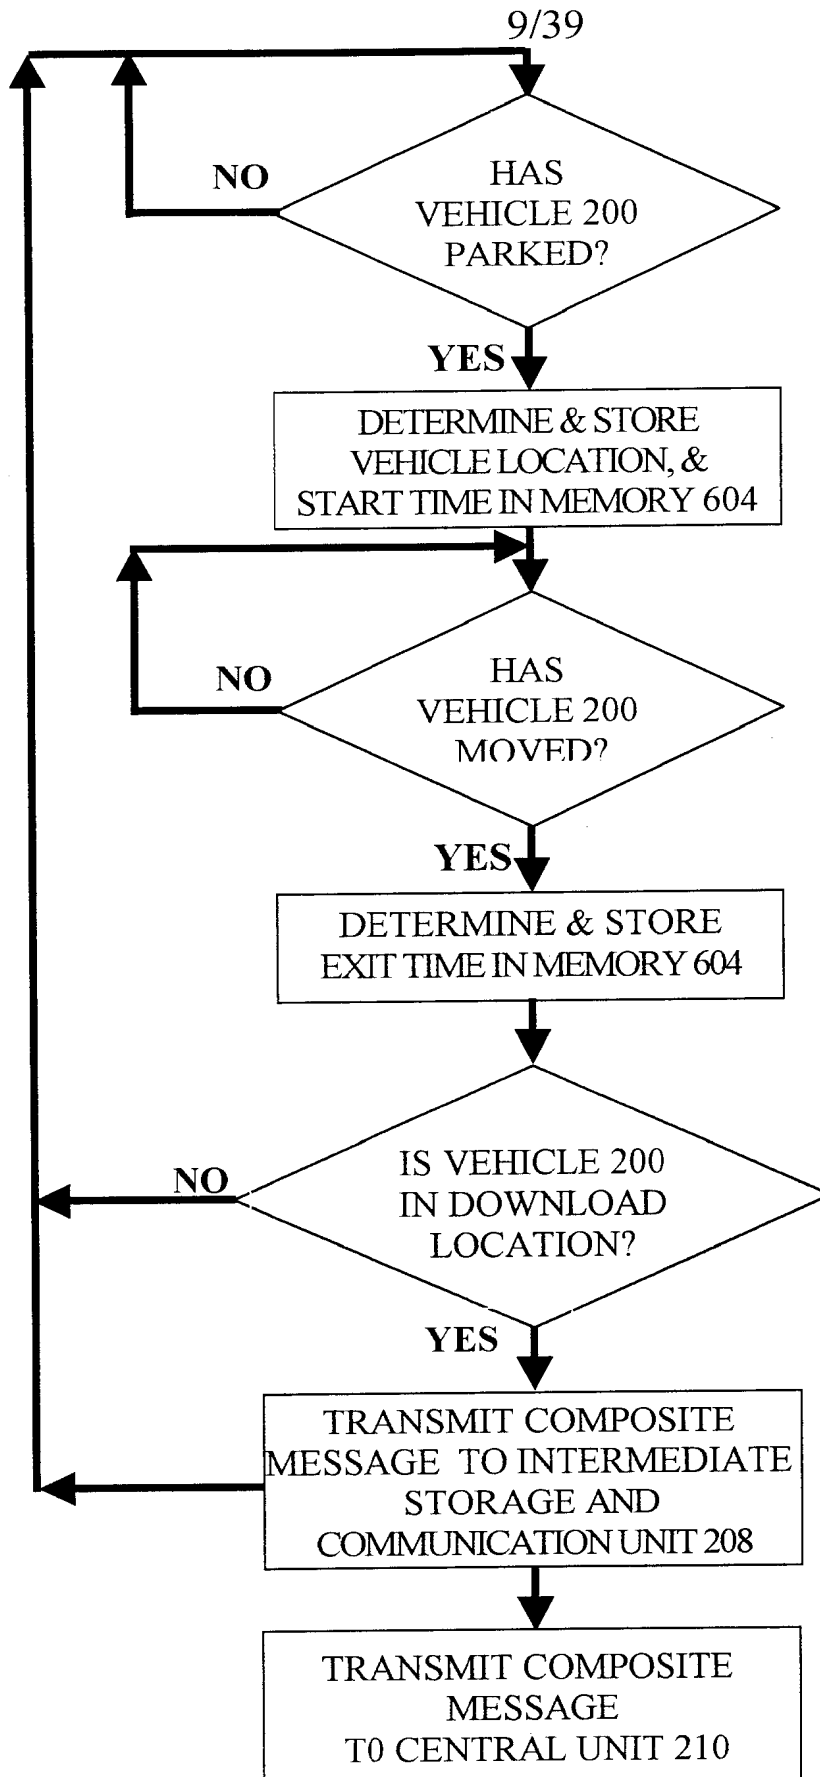 9/39
NO
HAS
VEHICLE 200
PARKED?
YES
DETERMINE & STORE
VEHICLE LOCATION, &
START TIME IN MEMORY 604
NO
HAS
VEHICLE 200
MOVED?
YES
DETERMINE & STORE
EXIT TIME IN MEMORY 604
NO
IS VEHICLE 200
IN DOWNLOAD
LOCATION?
YES
TRANSMIT COMPOSITE
MESSAGE TO INTERMEDIATE
STORAGE AND
COMMUNICATION UNIT 208
TRANSMIT COMPOSITE
MESSAGE
T0 CENTRAL UNIT 210